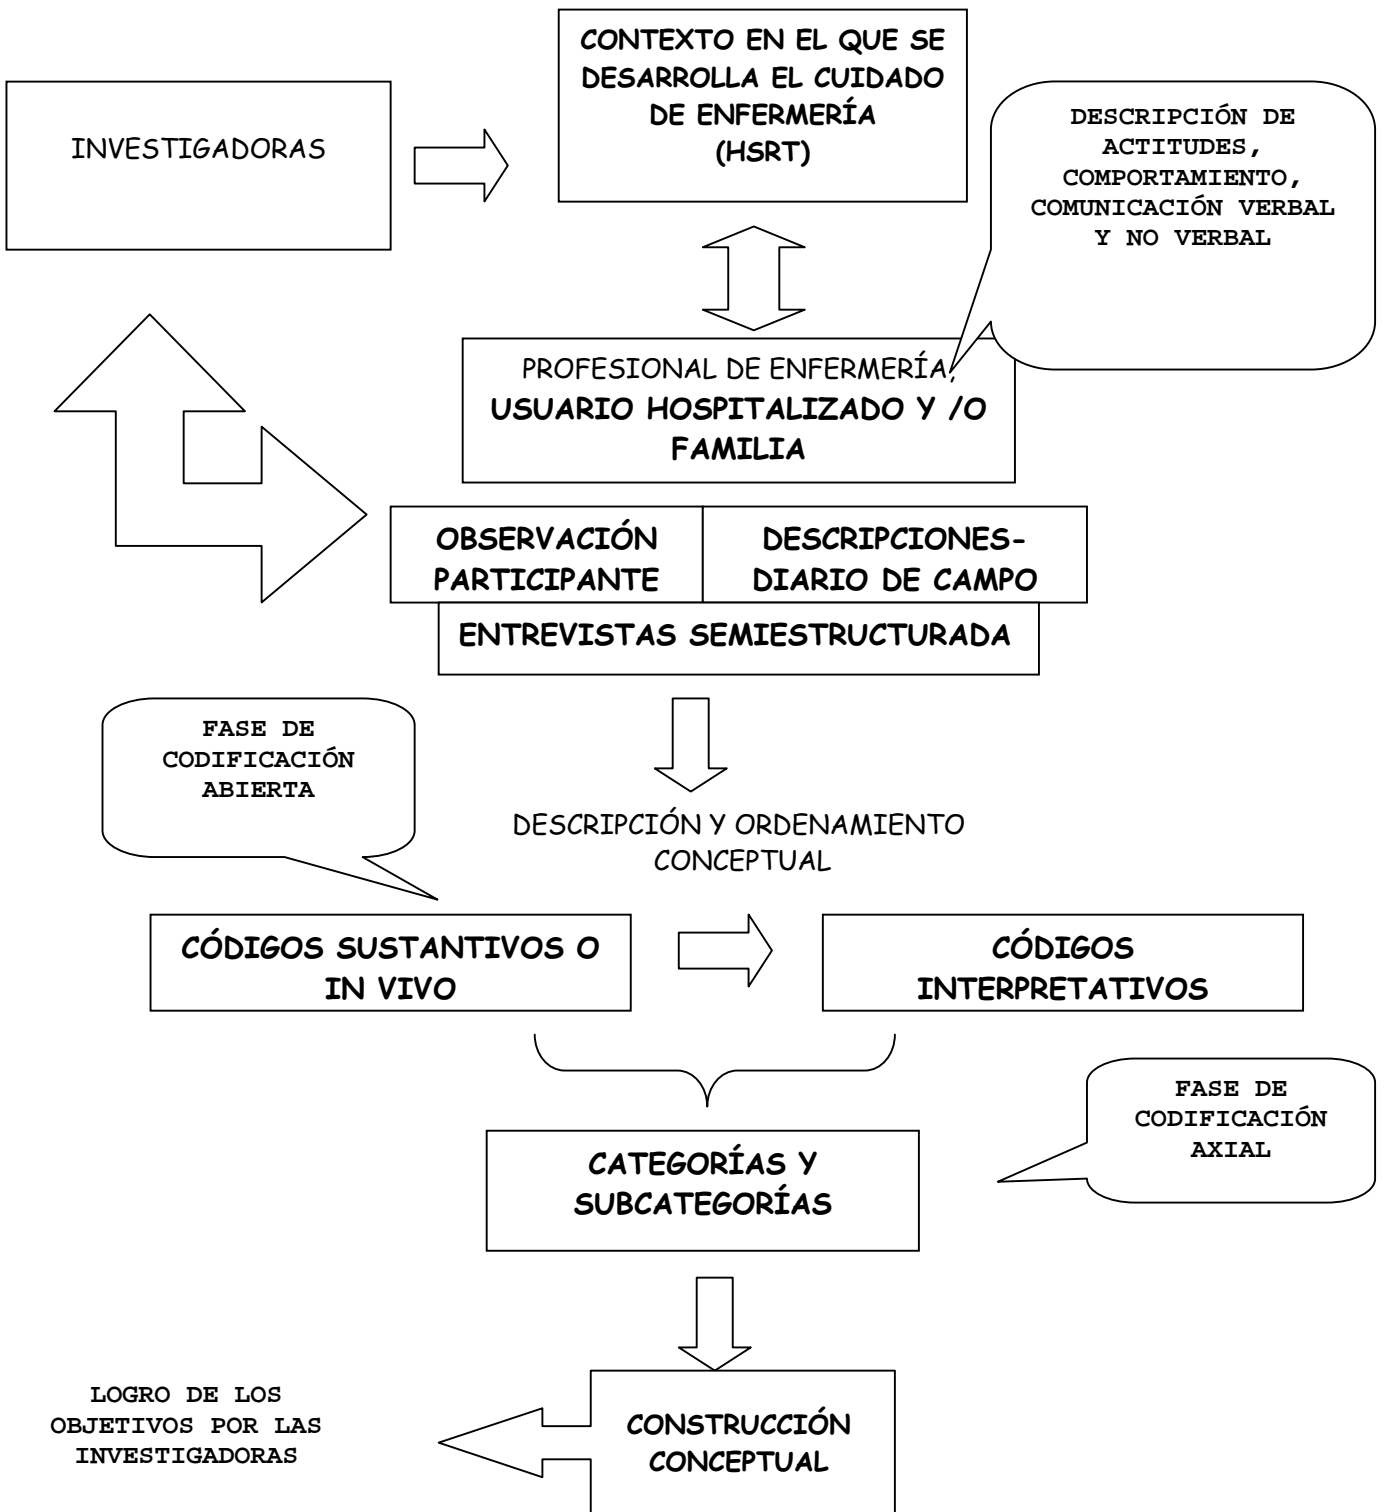 CONTEXTO EN EL QUE SE
DESARROLLA EL CUIDADO
DE ENFERMERÍA
(HSRT)
INVESTIGADORAS
DESCRIPCIÓN DE
ACTITUDES,
COMPORTAMIENTO,
COMUNICACIÓN VERBAL
Y NO VERBAL
PROFESIONAL DE ENFERMERÍA,
USUARIO HOSPITALIZADO Y /O
FAMILIA
OBSERVACIÓN
PARTICIPANTE
DESCRIPCIONES-
DIARIO DE CAMPO
ENTREVISTAS SEMIESTRUCTURADA
FASE DE
CODIFICACIÓN
ABIERTA
DESCRIPCIÓN Y ORDENAMIENTO
CONCEPTUAL
CÓDIGOS SUSTANTIVOS O
IN VIVO
CÓDIGOS
INTERPRETATIVOS
FASE DE
CODIFICACIÓN
AXIAL
CATEGORÍAS Y
SUBCATEGORÍAS
LOGRO DE LOS
OBJETIVOS POR LAS
INVESTIGADORAS
CONSTRUCCIÓN
CONCEPTUAL